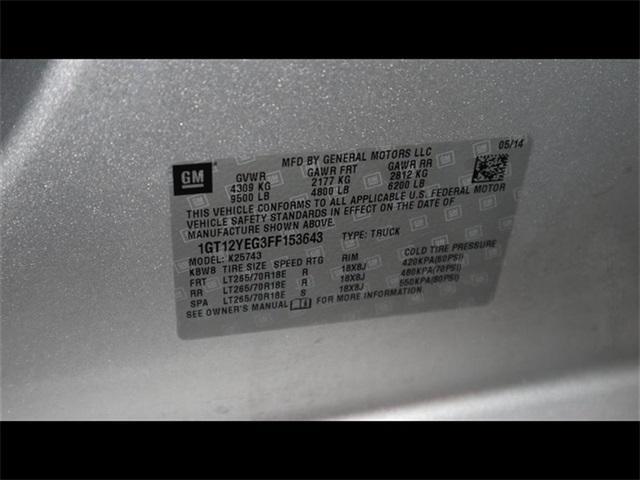 MFD BY GENERAL MOTORS LLC 05/14
GM GVWR GAWR FRT GAWR RR
4309 KG 2177 KG 2812 KG
9500 LB 4800 LB 6200 LB
THIS VEHICLE CONFORMS TO ALL APPLICABLE U.S. FEDERAL MOTOR
VEHICLE SAFETY STANDARDS IN EFFECT ON THE DATE OF
MANUFACTURE SHOWN ABOVE.
1GT12YEG3FF153643 TYPE: TRUCK
MODEL: K25743
KBW8 TIRE SIZE SPEED RTG RIM COLD TIRE PRESSURE
FRT LT265/70R18E R 18X8J 420KPA(60PSI)
RR LT265/70R18E R 18X8J 480KPA(70PSI)
SPA LT265/70R18E S 18X8J 550KPA(80PSI)
SEE OWNER'S MANUAL FOR MORE INFORMATION.